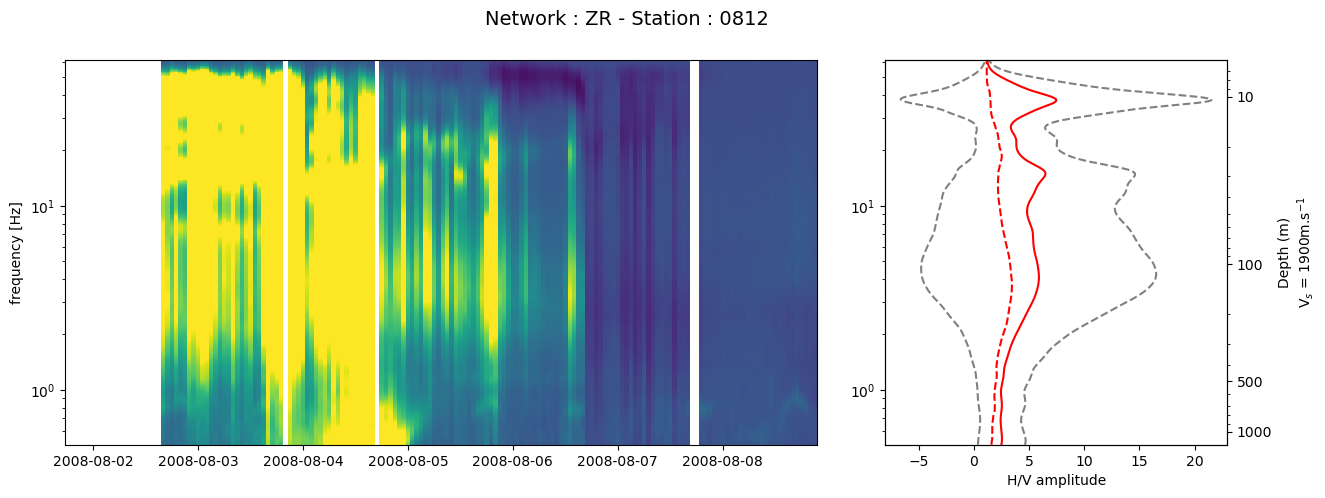 Network : ZR - Station : 0812
frequency [Hz]
10¹
10⁰
2008-08-02 2008-08-03 2008-08-04 2008-08-05 2008-08-06 2008-08-07 2008-08-08
10¹
10⁰
−5 0 5 10 15 20
H/V amplitude
10
100
500
1000
Depth (m)
Vₛ = 1900m.s⁻¹